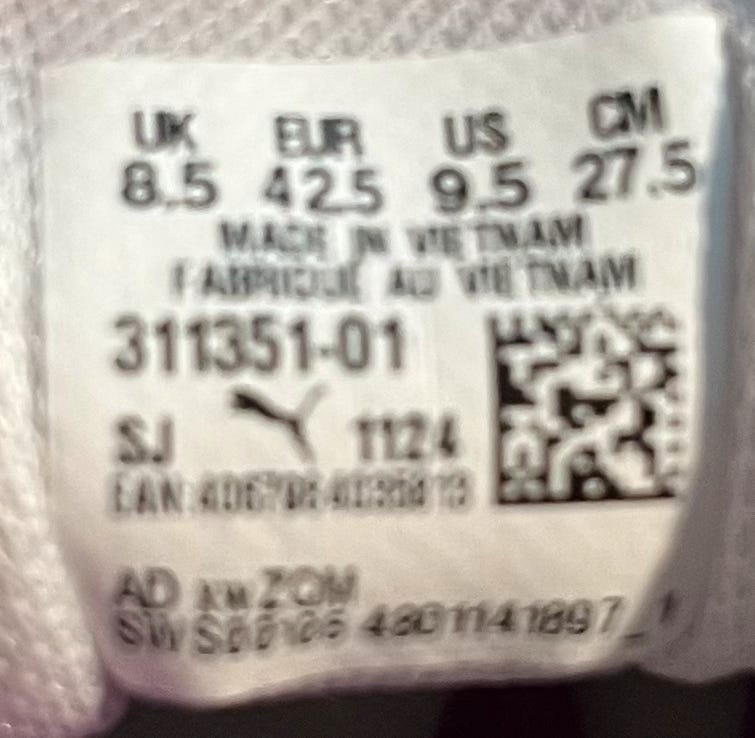 UK EUR US CM
8.5 42.5 9.5 27.5
MADE IN VIETNAM
FABRIQUE AU VIETNAM
311351-01
SJ 1124
EAN:
AD ZQM